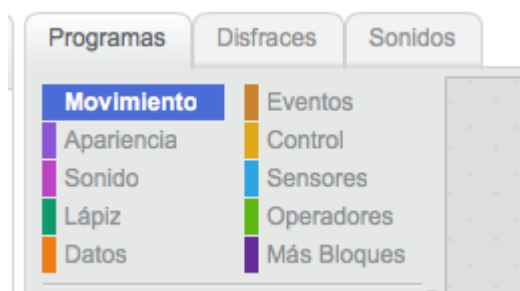 Programas Disfraces Sonidos
Movimiento Eventos
Apariencia Control
Sonido Sensores
Lápiz Operadores
Datos Más Bloques